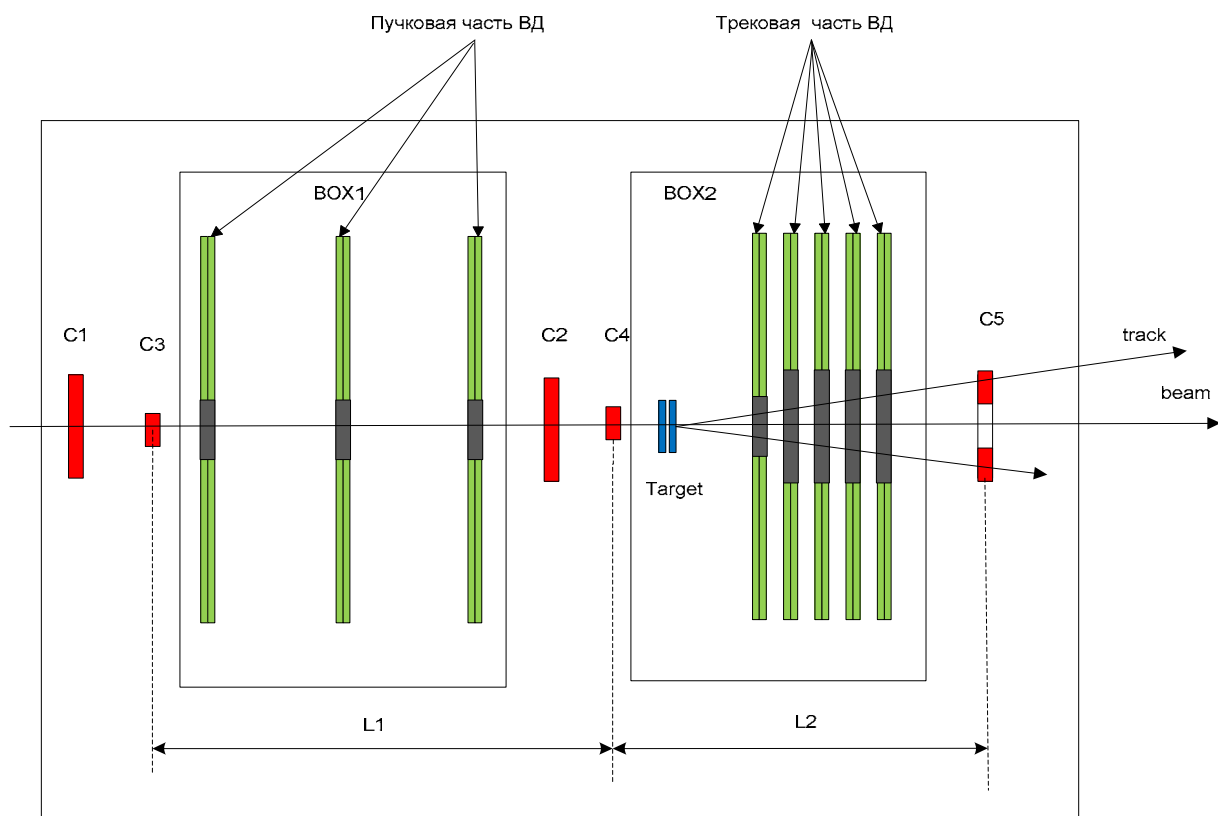 Пучковая часть ВД
Трековая часть ВД
BOX1
BOX2
C1
C3
C2
C4
C5
track
beam
Target
L1
L2